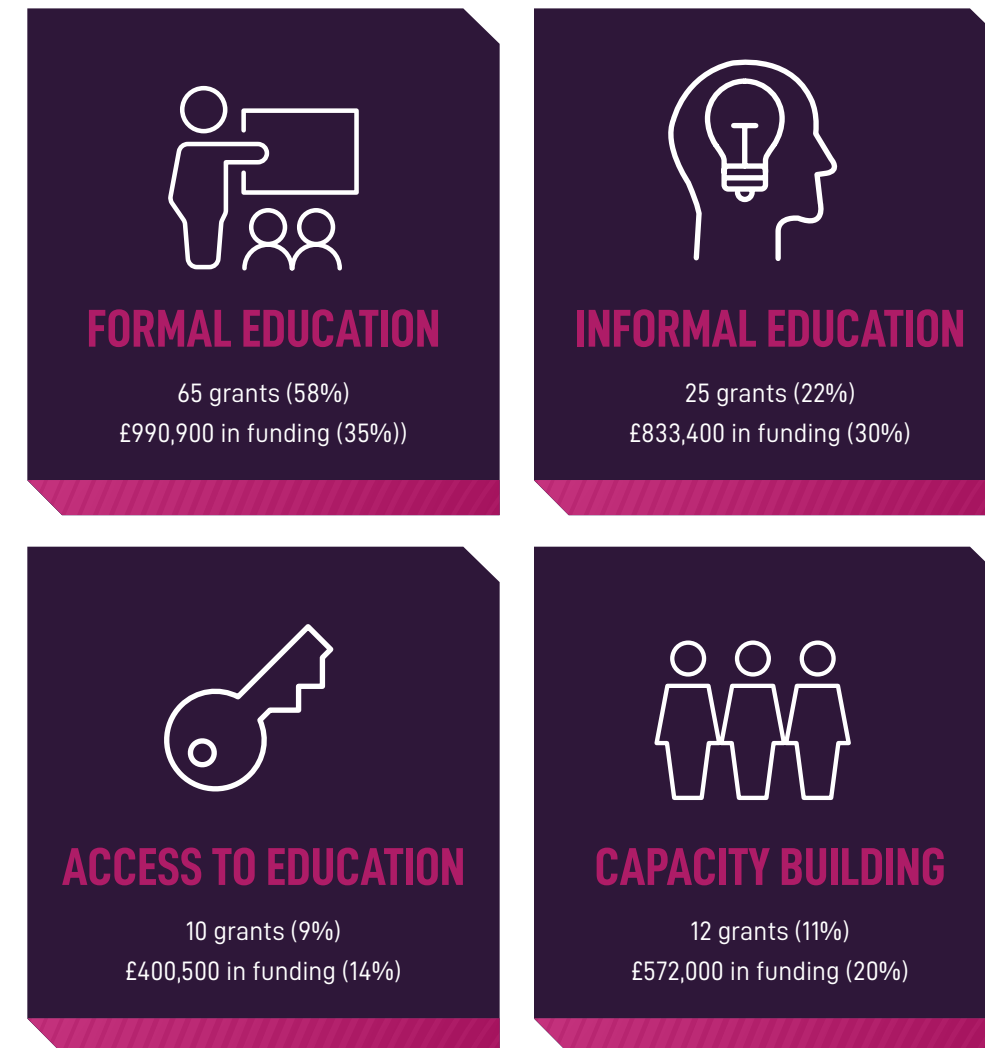 FORMAL EDUCATION
65 grants (58%)
£990,900 in funding (35%))
INFORMAL EDUCATION
25 grants (22%)
£833,400 in funding (30%)
ACCESS TO EDUCATION
10 grants (9%)
£400,500 in funding (14%)
CAPACITY BUILDING
12 grants (11%)
£572,000 in funding (20%)